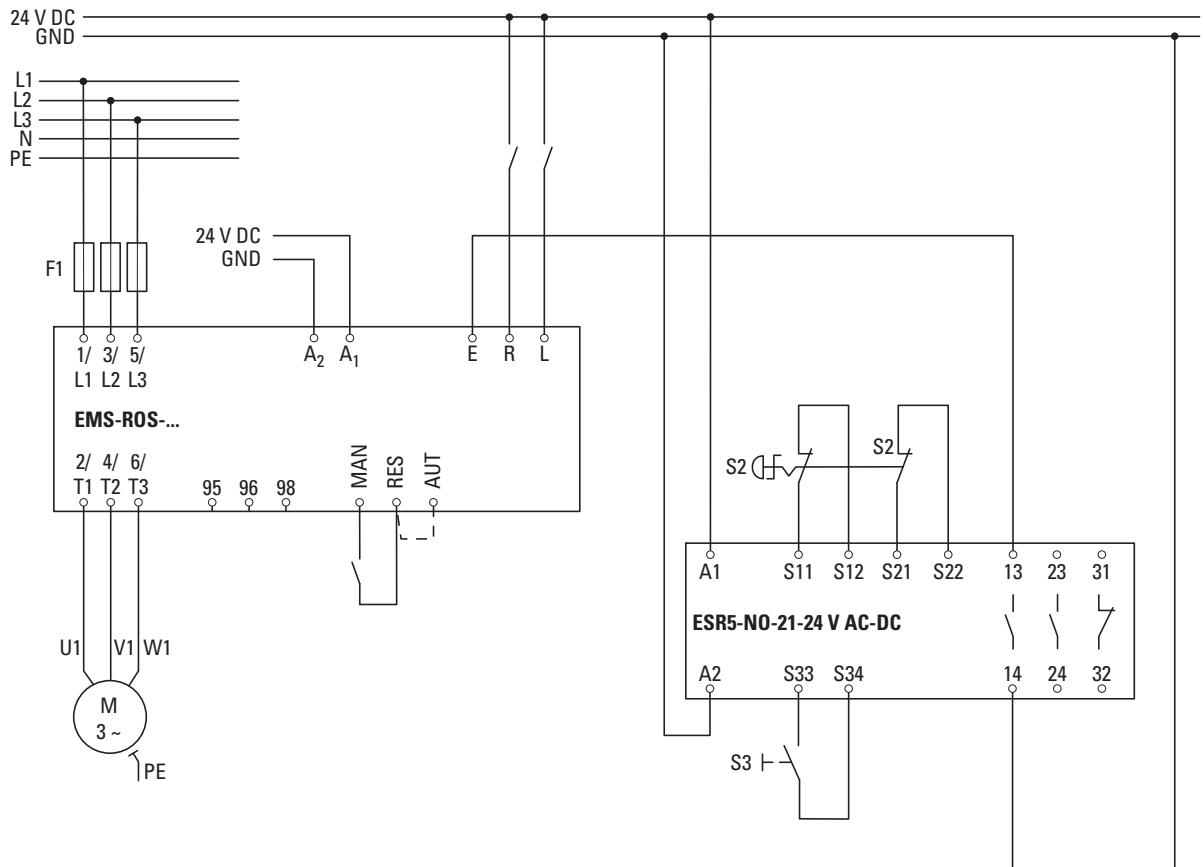 24 V DC
GND
L1
L2
L3
N
PE
F1
24 V DC
GND
1/ 3/ 5/
L1 L2 L3
A2 A1 E R L
EMS-ROS-...
2/ 4/ 6/
T1 T2 T3
95 96 98
MAN RES AUT
U1 V1 W1
M
3 ~
PE
S2 S2
A1 S11 S12 S21 S22 13 23 31
ESR5-NO-21-24 V AC-DC
A2 S33 S34 14 24 32
S3